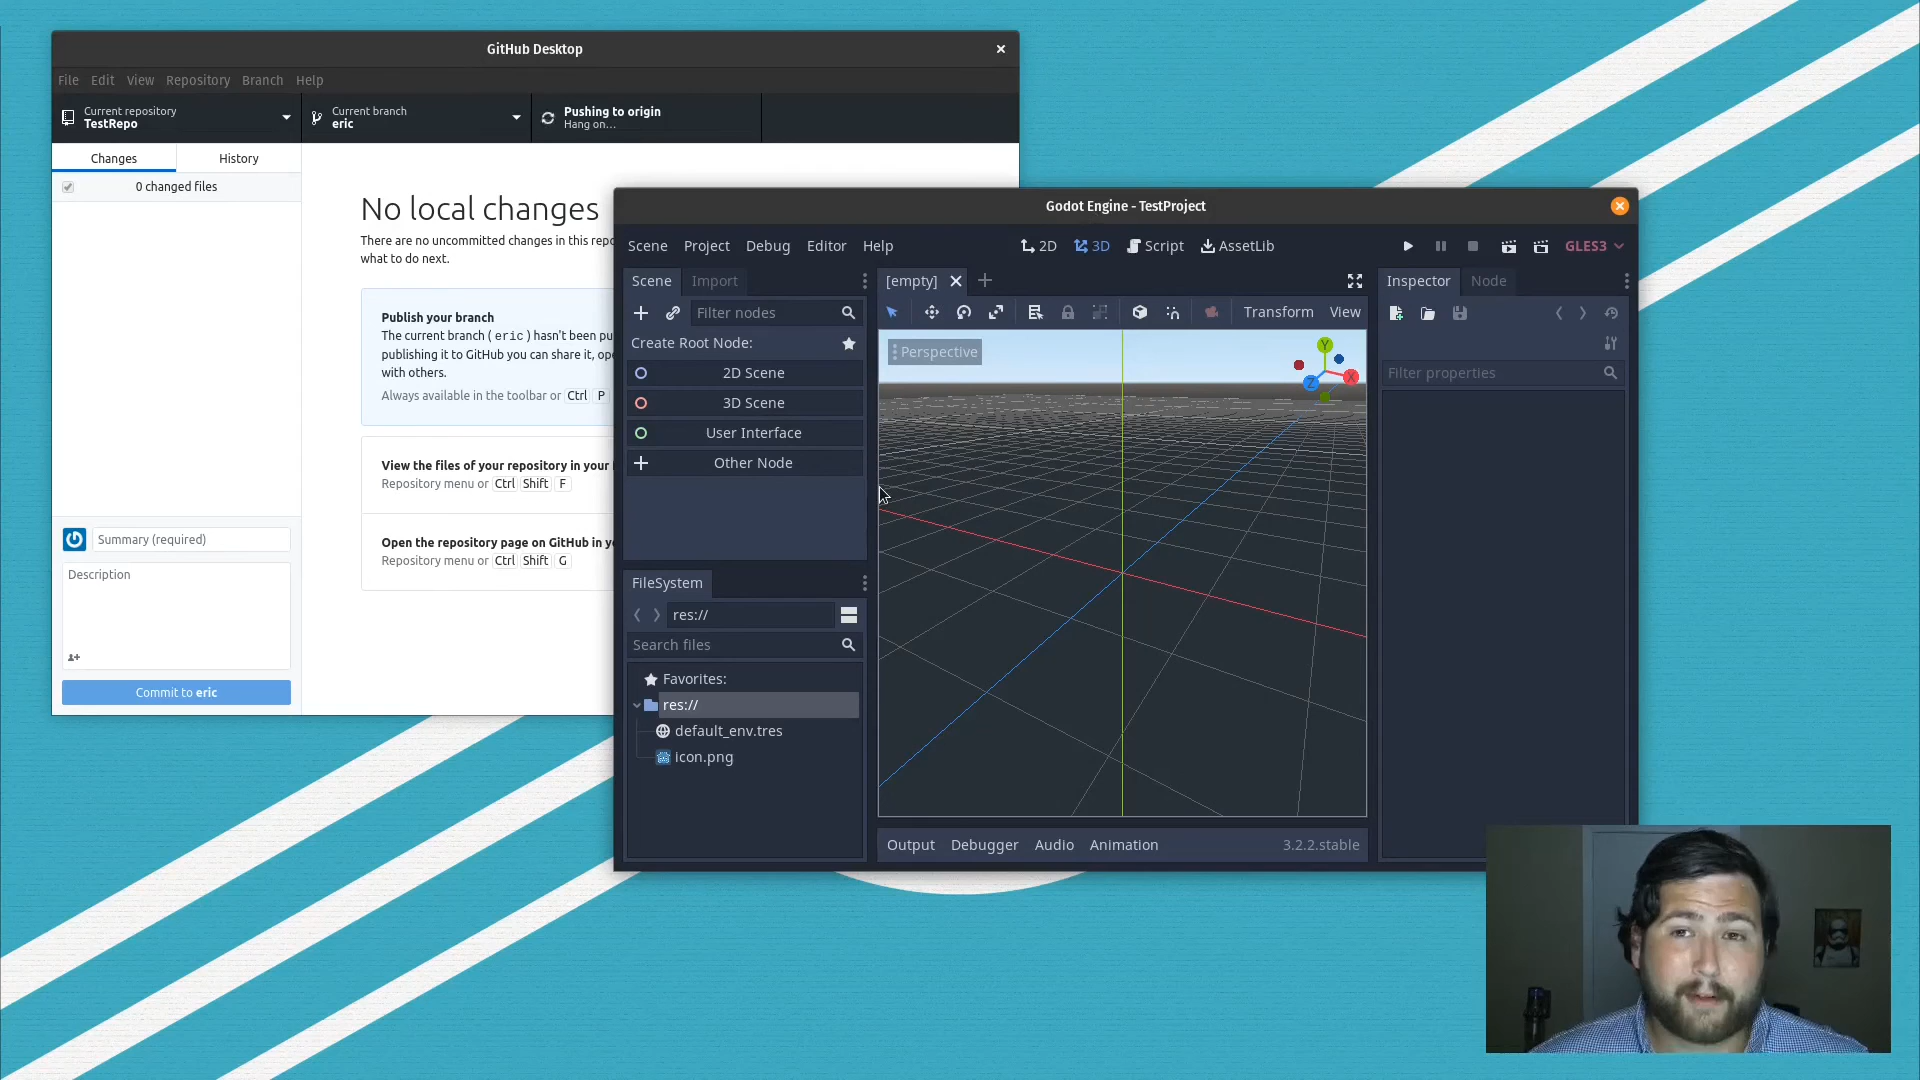 GitHub Desktop
File Edit View Repository Branch Help
Current repository
TestRepo
Current branch
eric
Pushing to origin
Hang on...
Changes History
0 changed files
No local changes
There are no uncommitted changes in this repo
what to do next.
Publish your branch
The current branch ( eric ) hasn't been pu
publishing it to GitHub you can share it, op
with others.
Always available in the toolbar or Ctrl P
View the files of your repository in your
Repository menu or Ctrl Shift F
Open the repository page on GitHub in yo
Repository menu or Ctrl Shift G
Summary (required)
Description
Commit to eric
Godot Engine - TestProject
Scene Project Debug Editor Help
2D 3D Script AssetLib
GLES3
Scene Import
Filter nodes
Create Root Node:
2D Scene
3D Scene
User Interface
Other Node
FileSystem
res://
Search files
Favorites:
res://
default_env.tres
icon.png
[empty]
Transform View
Perspective
Y
X
Z
Output Debugger Audio Animation 3.2.2.stable
Inspector Node
Filter properties